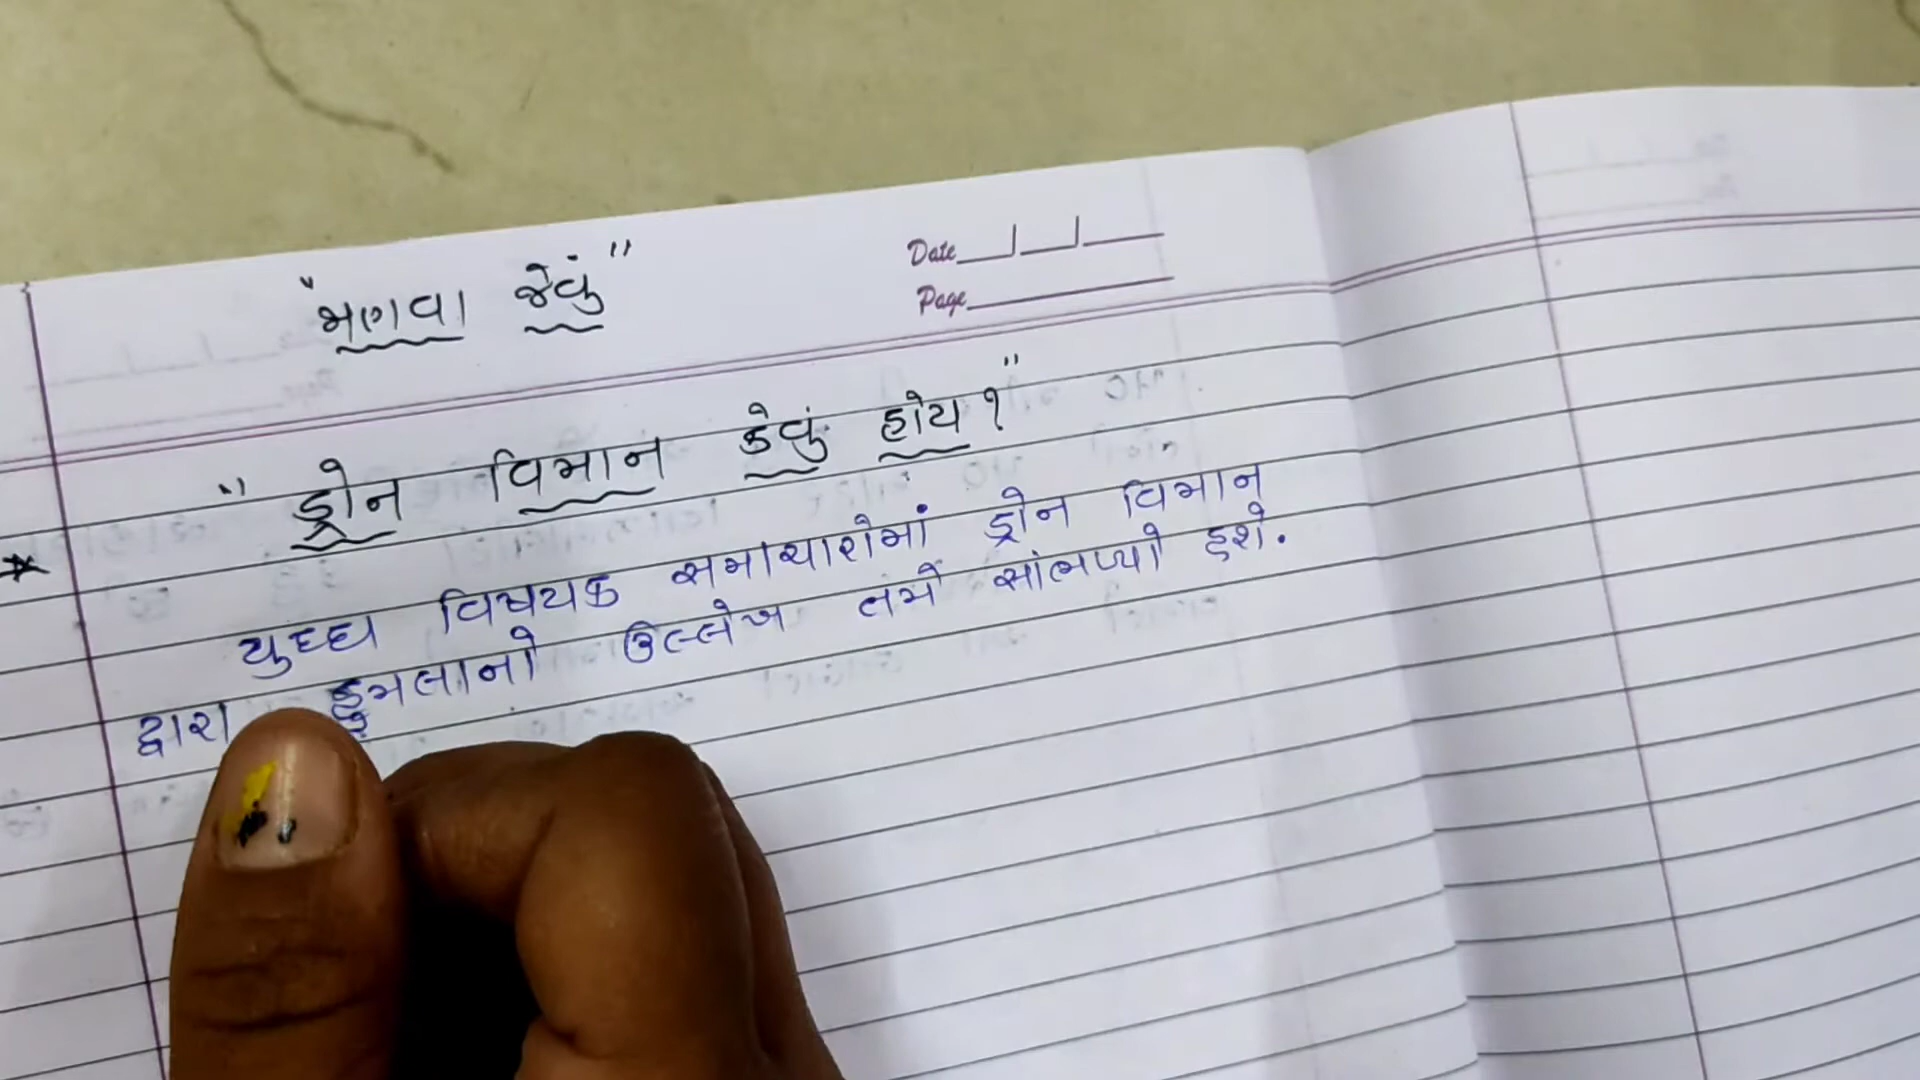 "ભણવા જેવું"
Date
Page
"ડ્રોન વિમાન કેવું હોય ?"
યુધ્ધ વિષયક સમાચારોમાં ડ્રોન વિમાન
દ્વારા હુમલાનો ઉલ્લેખ તમે સાંભળ્યો હશે.